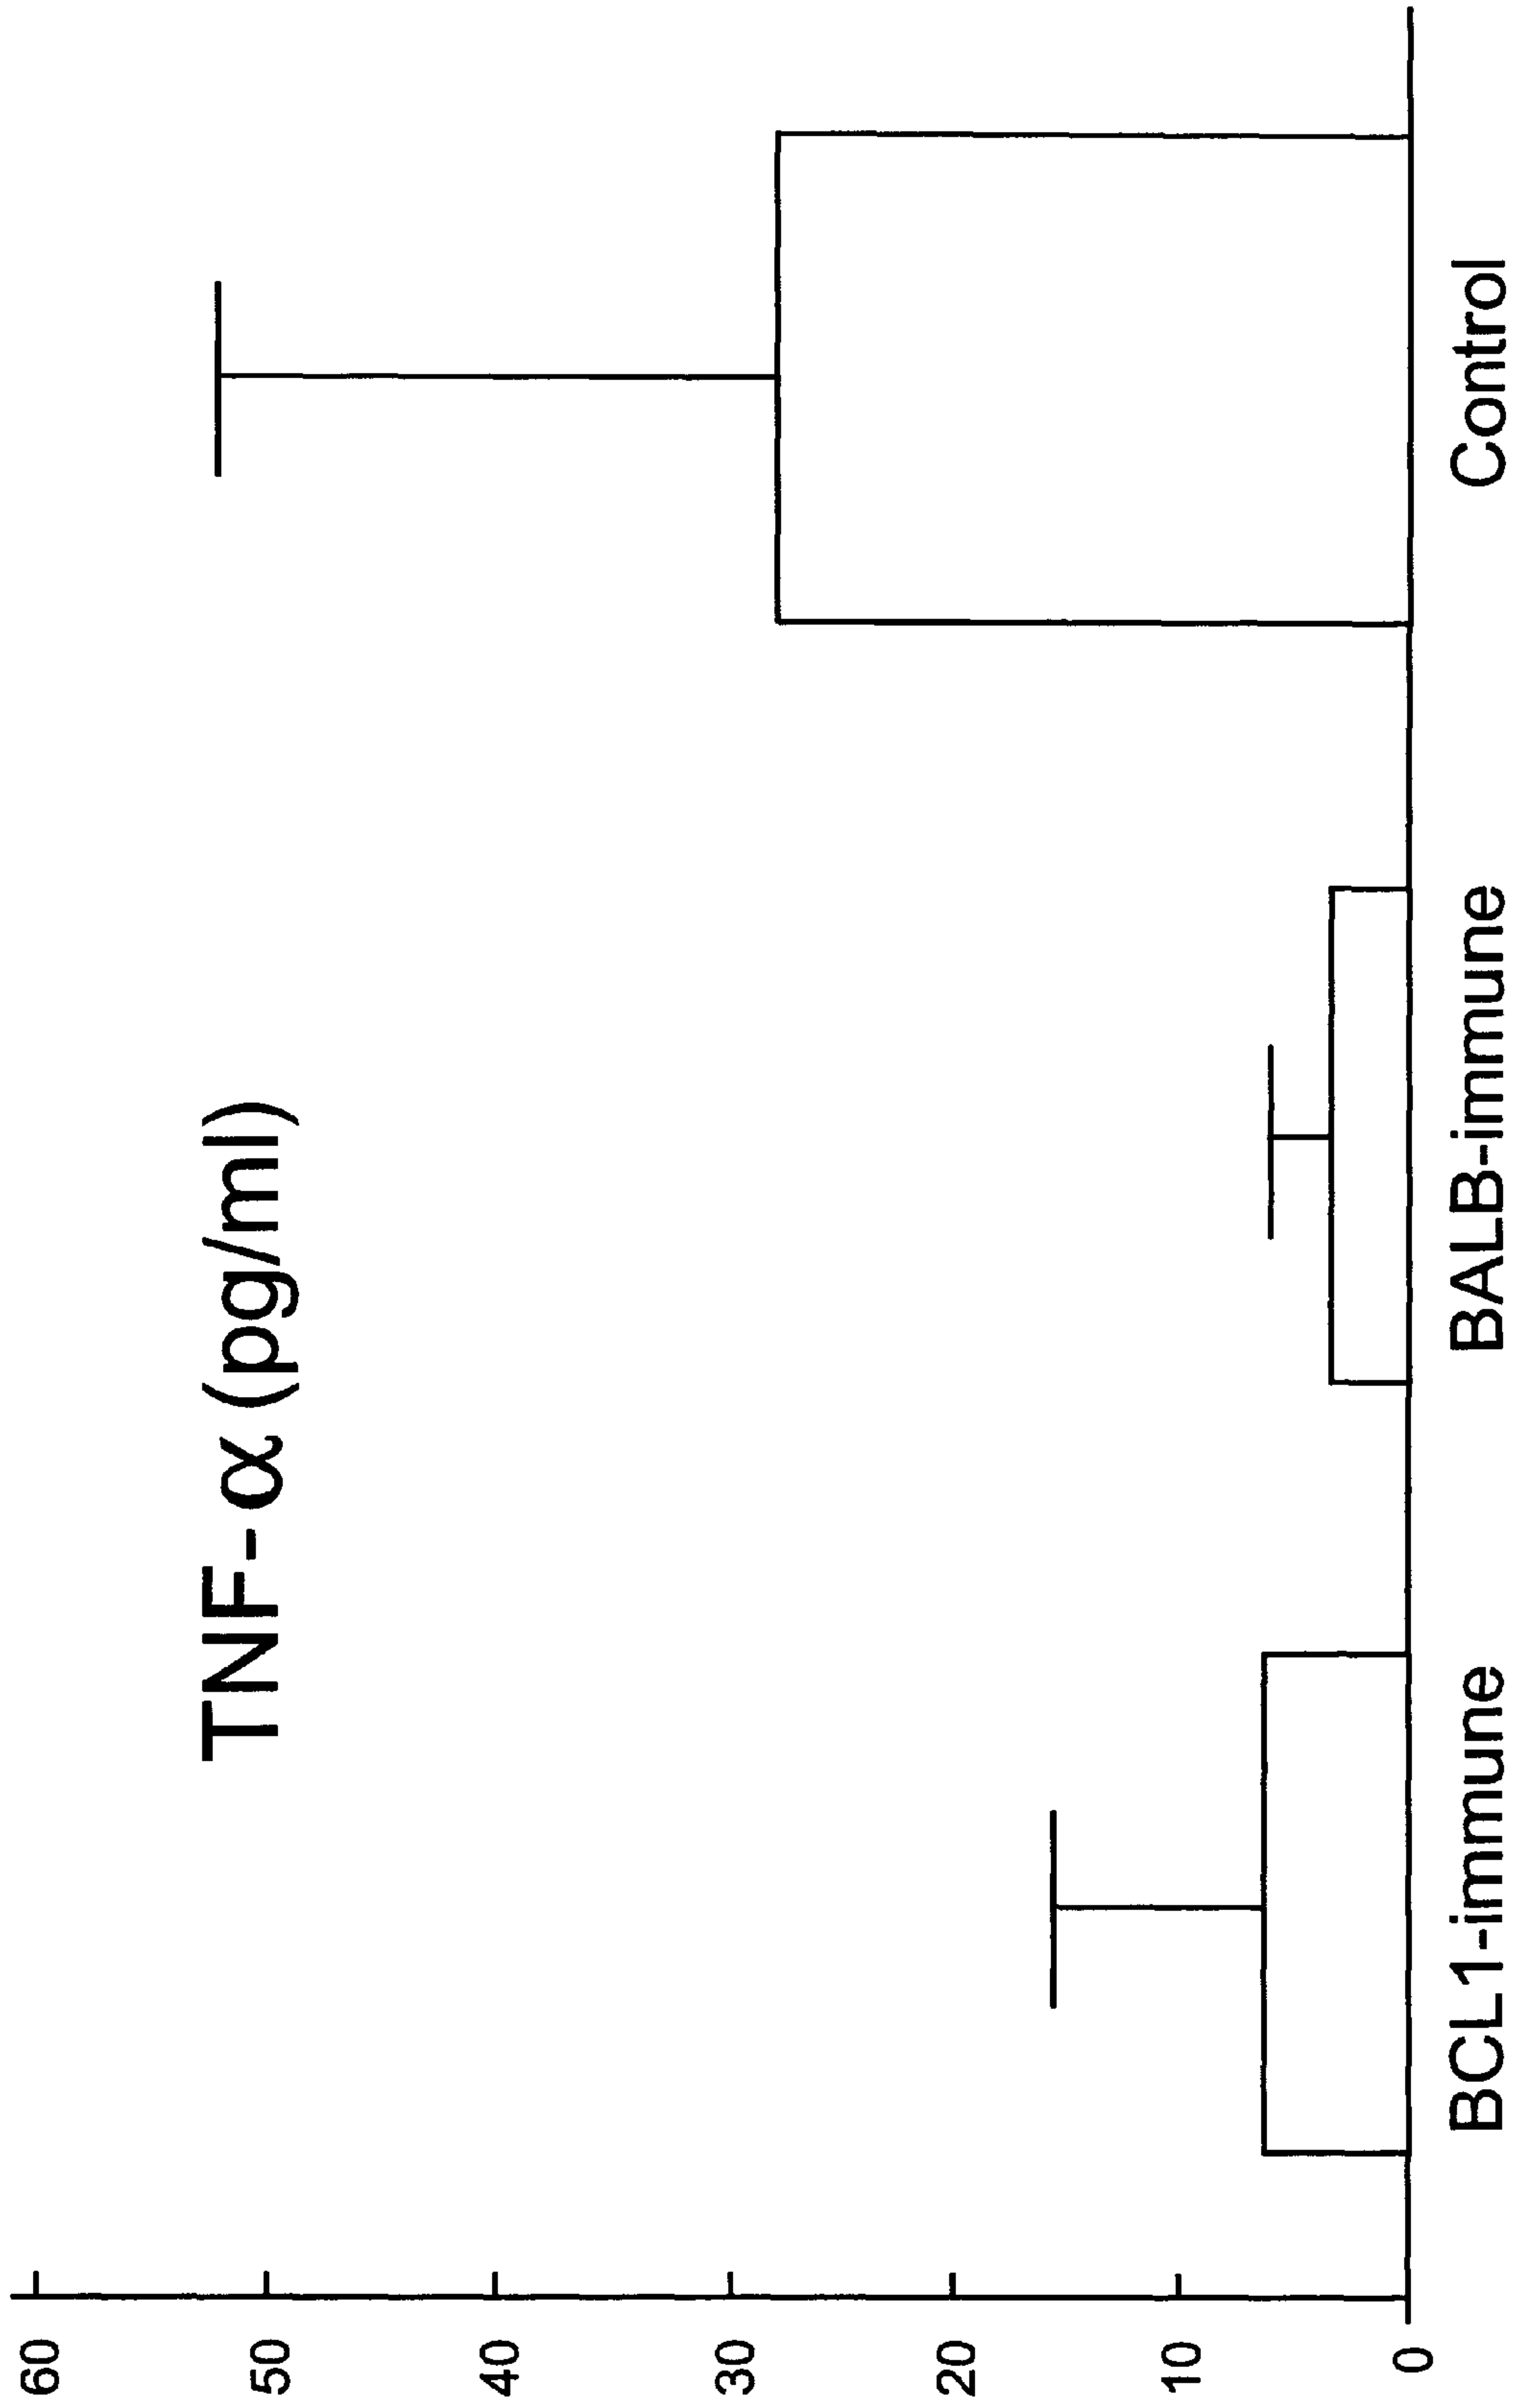 TNF-α (pg/ml)
60
50
40
30
20
10
0
BCL1-immune
BALB-immune
Control